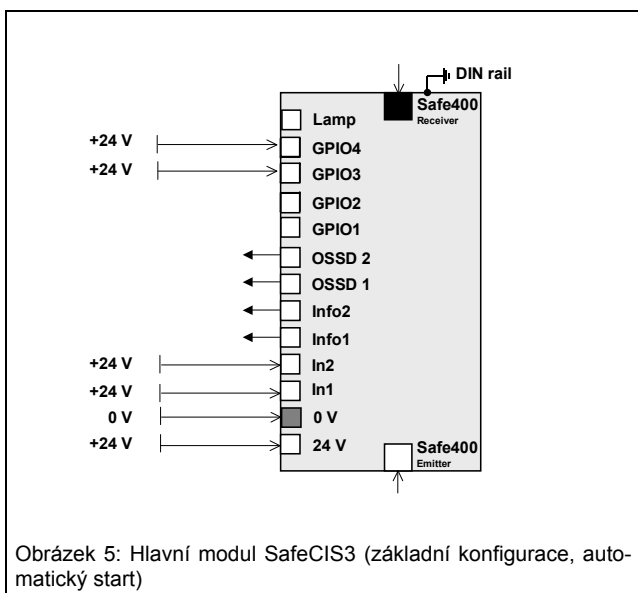 DIN rail
Safe400
Receiver
Lamp
+24 V GPIO4
+24 V GPIO3
GPIO2
GPIO1
OSSD 2
OSSD 1
Info2
Info1
+24 V In2
+24 V In1
0 V 0 V
+24 V 24 V
Safe400
Emitter
Obrázek 5: Hlavní modul SafeCIS3 (základní konfigurace, auto-
matický start)